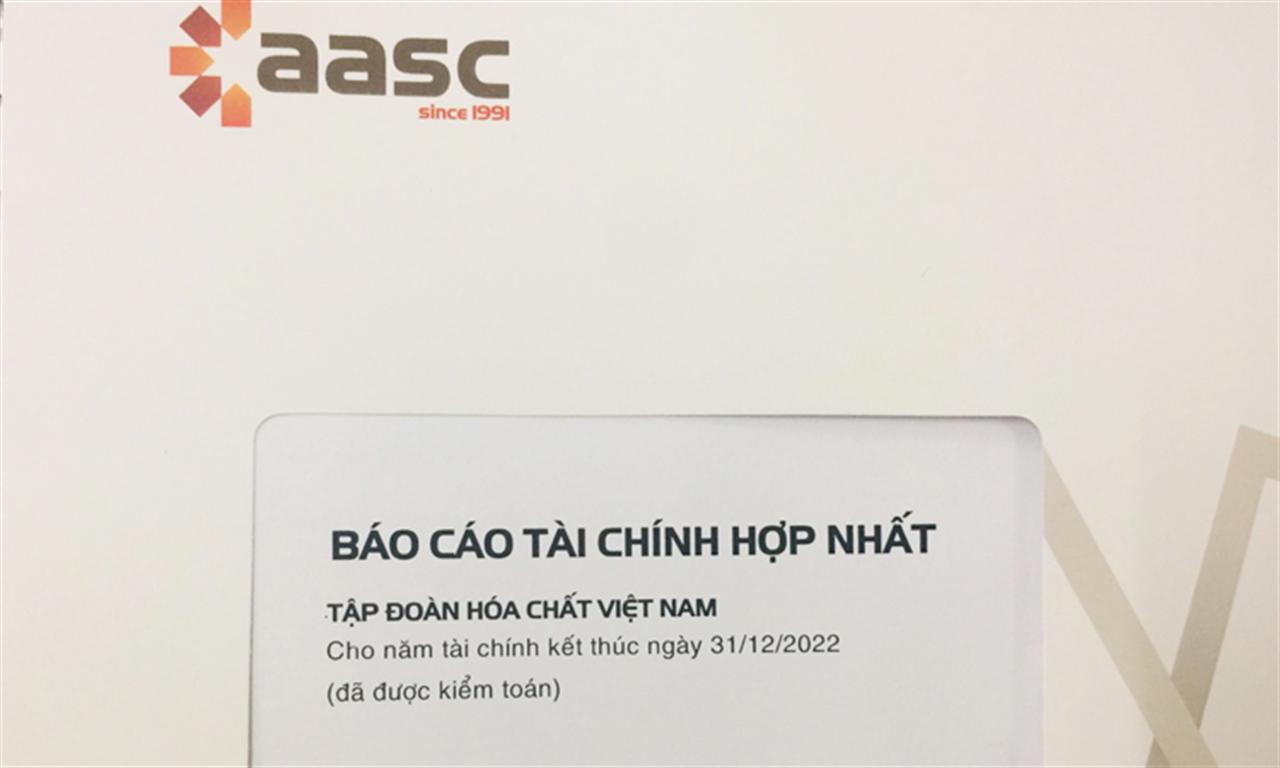 aasc
since 1991
BÁO CÁO TÀI CHÍNH HỢP NHẤT
TẬP ĐOÀN HÓA CHẤT VIỆT NAM
Cho năm tài chính kết thúc ngày 31/12/2022
(đã được kiểm toán)